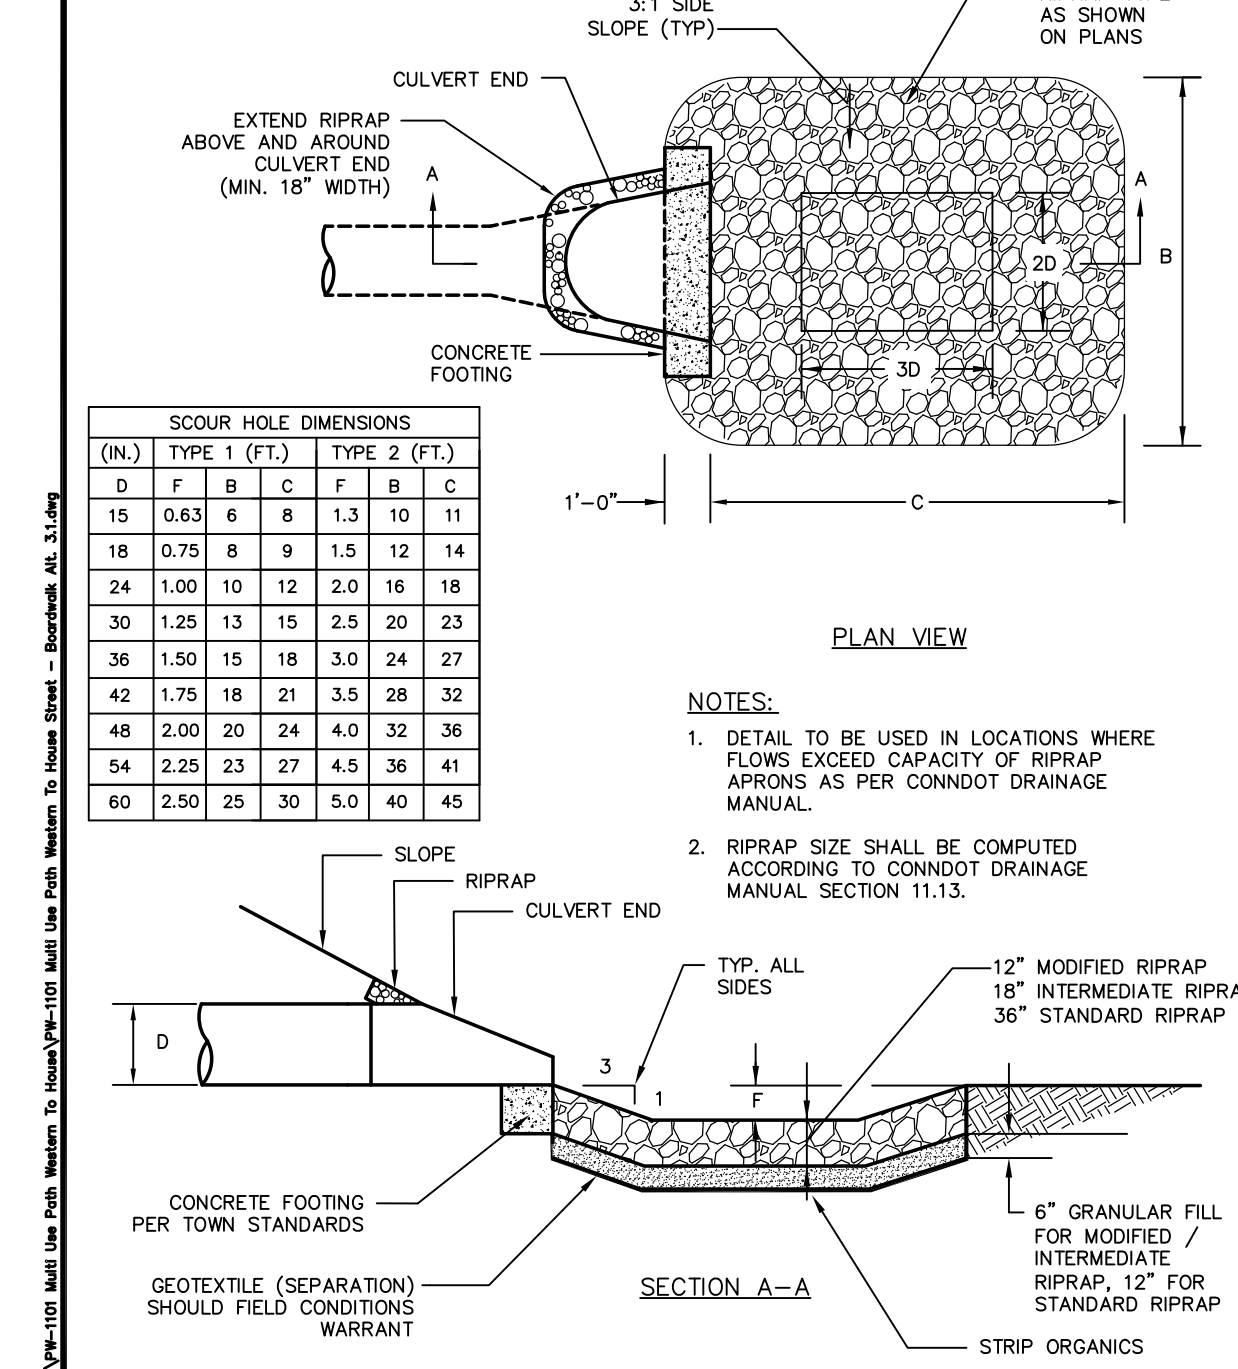 3:1 SIDE
SLOPE (TYP)
AS SHOWN
ON PLANS
CULVERT END
EXTEND RIPRAP
ABOVE AND AROUND
CULVERT END
(MIN. 18" WIDTH)
A
A
B
2D
3D
CONCRETE
FOOTING
1'-0"
C
SCOUR HOLE DIMENSIONS
(IN.) TYPE 1 (FT.) TYPE 2 (FT.)
D F B C F B C
15 0.63 6 8 1.3 10 11
18 0.75 8 9 1.5 12 14
24 1.00 10 12 2.0 16 18
30 1.25 13 15 2.5 20 23
36 1.50 15 18 3.0 24 27
42 1.75 18 21 3.5 28 32
48 2.00 20 24 4.0 32 36
54 2.25 23 27 4.5 36 41
60 2.50 25 30 5.0 40 45
PLAN VIEW
NOTES:
1. DETAIL TO BE USED IN LOCATIONS WHERE
FLOWS EXCEED CAPACITY OF RIPRAP
APRONS AS PER CONNDOT DRAINAGE
MANUAL.
2. RIPRAP SIZE SHALL BE COMPUTED
ACCORDING TO CONNDOT DRAINAGE
MANUAL SECTION 11.13.
SLOPE
RIPRAP
CULVERT END
TYP. ALL
SIDES
12" MODIFIED RIPRAP
18" INTERMEDIATE RIPRA
36" STANDARD RIPRAP
D
3
1
F
CONCRETE FOOTING
PER TOWN STANDARDS
GEOTEXTILE (SEPARATION)
SHOULD FIELD CONDITIONS
WARRANT
SECTION A-A
6" GRANULAR FILL
FOR MODIFIED /
INTERMEDIATE
RIPRAP, 12" FOR
STANDARD RIPRAP
STRIP ORGANICS
\PW-1101 Multi Use Path Western To House\PW-1101 Multi Use Path Western To House Street - Boardwalk Alt. 3.1.dwg